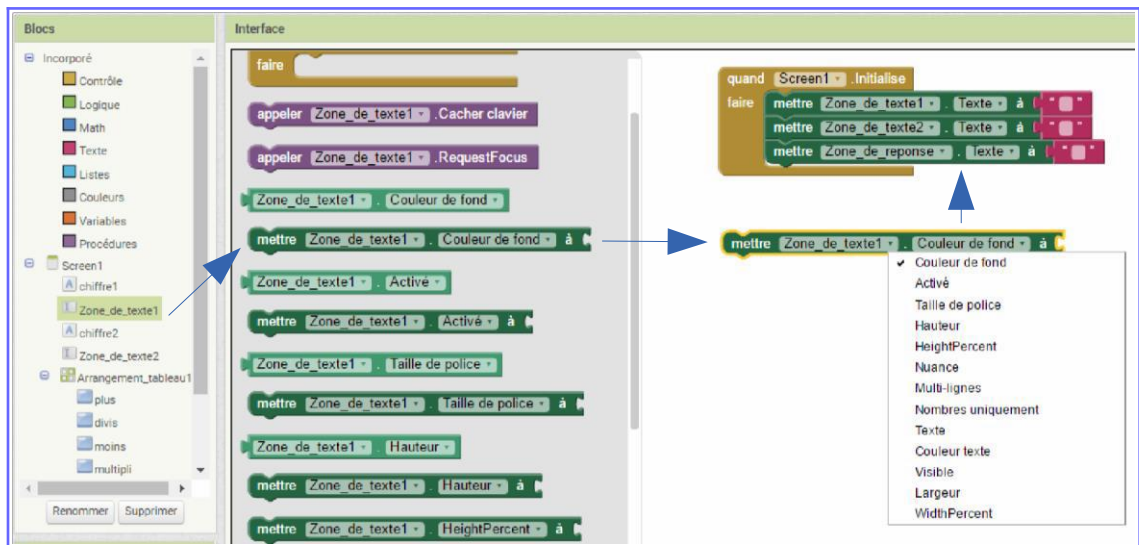 Blocs
Incorporé
Contrôle
Logique
Math
Texte
Listes
Couleurs
Variables
Procédures
Screen1
chiffre1
Zone_de_texte1
chiffre2
Zone_de_texte2
Arrangement_tableau1
plus
divis
moins
multipli
Renommer Supprimer
Interface
faire
appeler Zone_de_texte1 .Cacher clavier
appeler Zone_de_texte1 .RequestFocus
Zone_de_texte1 . Couleur de fond
mettre Zone_de_texte1 . Couleur de fond à
Zone_de_texte1 . Activé
mettre Zone_de_texte1 . Activé à
Zone_de_texte1 . Taille de police
mettre Zone_de_texte1 . Taille de police à
Zone_de_texte1 . Hauteur
mettre Zone_de_texte1 . Hauteur à
mettre Zone_de_texte1 . HeightPercent à
quand Screen1 .Initialise
faire mettre Zone_de_texte1 . Texte à " "
mettre Zone_de_texte2 . Texte à " "
mettre Zone_de_reponse . Texte à " "
mettre Zone_de_texte1 . Couleur de fond à
Couleur de fond
Activé
Taille de police
Hauteur
HeightPercent
Nuance
Multi-lignes
Nombres uniquement
Texte
Couleur texte
Visible
Largeur
WidthPercent